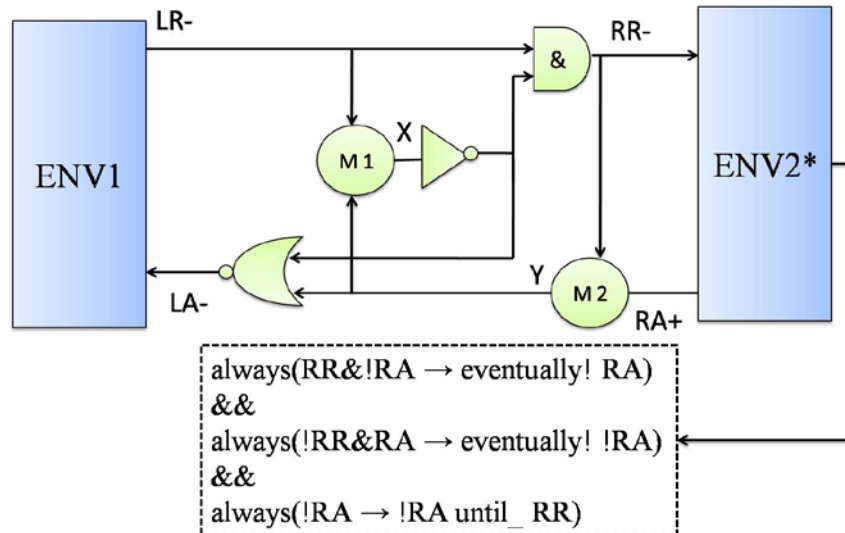 LR-
RR-
&
X
M 1
ENV1
ENV2*
Y
M 2
LA-
RA+
always(RR&!RA → eventually! RA)
&&
always(!RR&RA → eventually! !RA)
&&
always(!RA → !RA until_ RR)